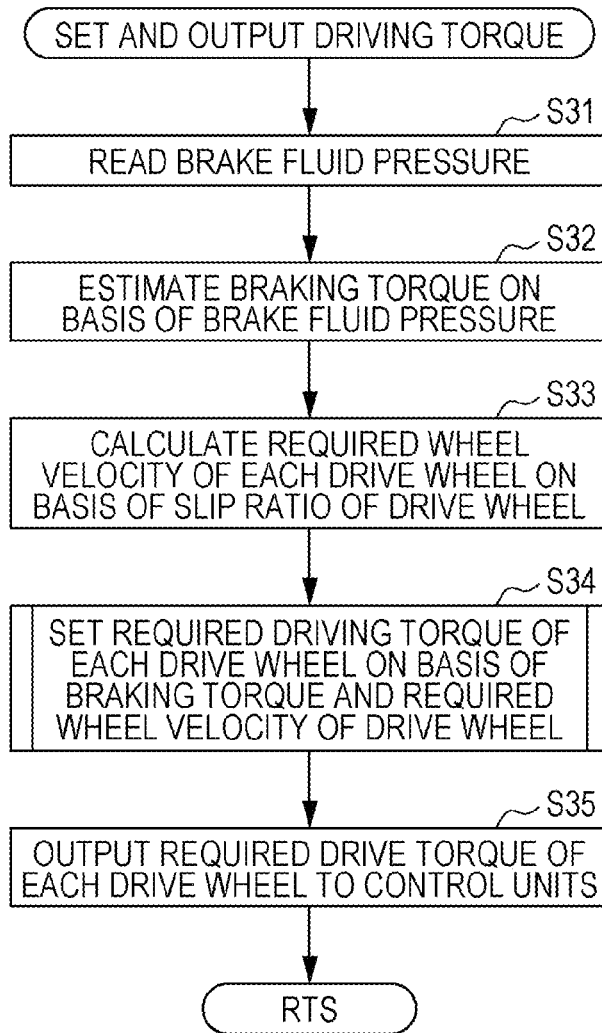 SET AND OUTPUT DRIVING TORQUE
S31
READ BRAKE FLUID PRESSURE
S32
ESTIMATE BRAKING TORQUE ON
BASIS OF BRAKE FLUID PRESSURE
S33
CALCULATE REQUIRED WHEEL
VELOCITY OF EACH DRIVE WHEEL ON
BASIS OF SLIP RATIO OF DRIVE WHEEL
S34
SET REQUIRED DRIVING TORQUE OF
EACH DRIVE WHEEL ON BASIS OF
BRAKING TORQUE AND REQUIRED
WHEEL VELOCITY OF DRIVE WHEEL
S35
OUTPUT REQUIRED DRIVE TORQUE OF
EACH DRIVE WHEEL TO CONTROL UNITS
RTS